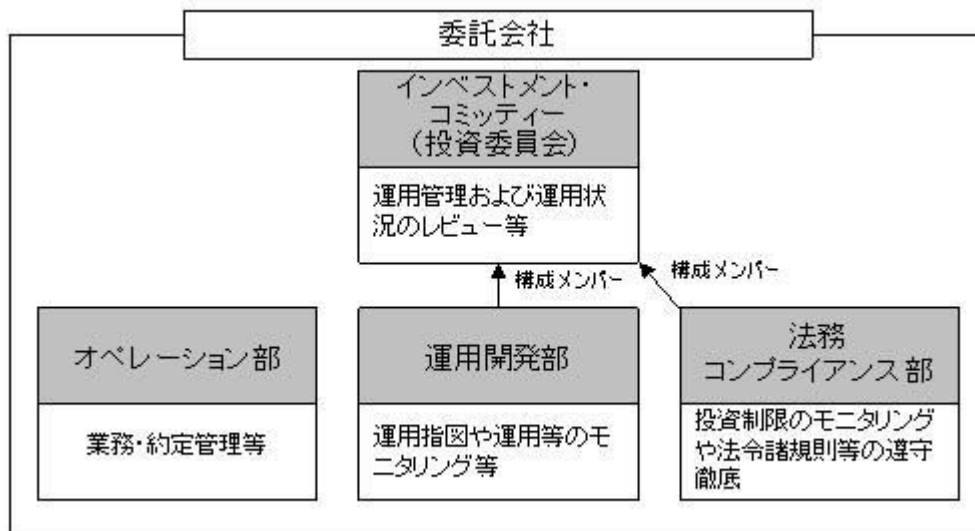 委託会社
インベストメント・
コミッティー
（投資委員会）
運用管理および運用状
況のレビュー等
構成メンバー
構成メンバー
オペレーション部
業務・約定管理等
運用開発部
運用指図や運用等のモ
ニタリング等
法務
コンプライアンス部
投資制限のモニタリング
や法令諸規則等の遵守
徹底